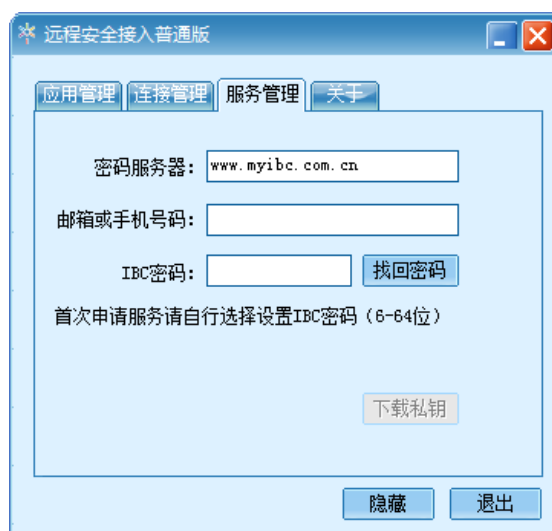 远程安全接入普通版
应用管理 连接管理 服务管理 关于
密码服务器： www.myibc.com.cn
邮箱或手机号码：
IBC密码： 找回密码
首次申请服务请自行选择设置IBC密码（6-64位）
下载私钥
隐藏 退出